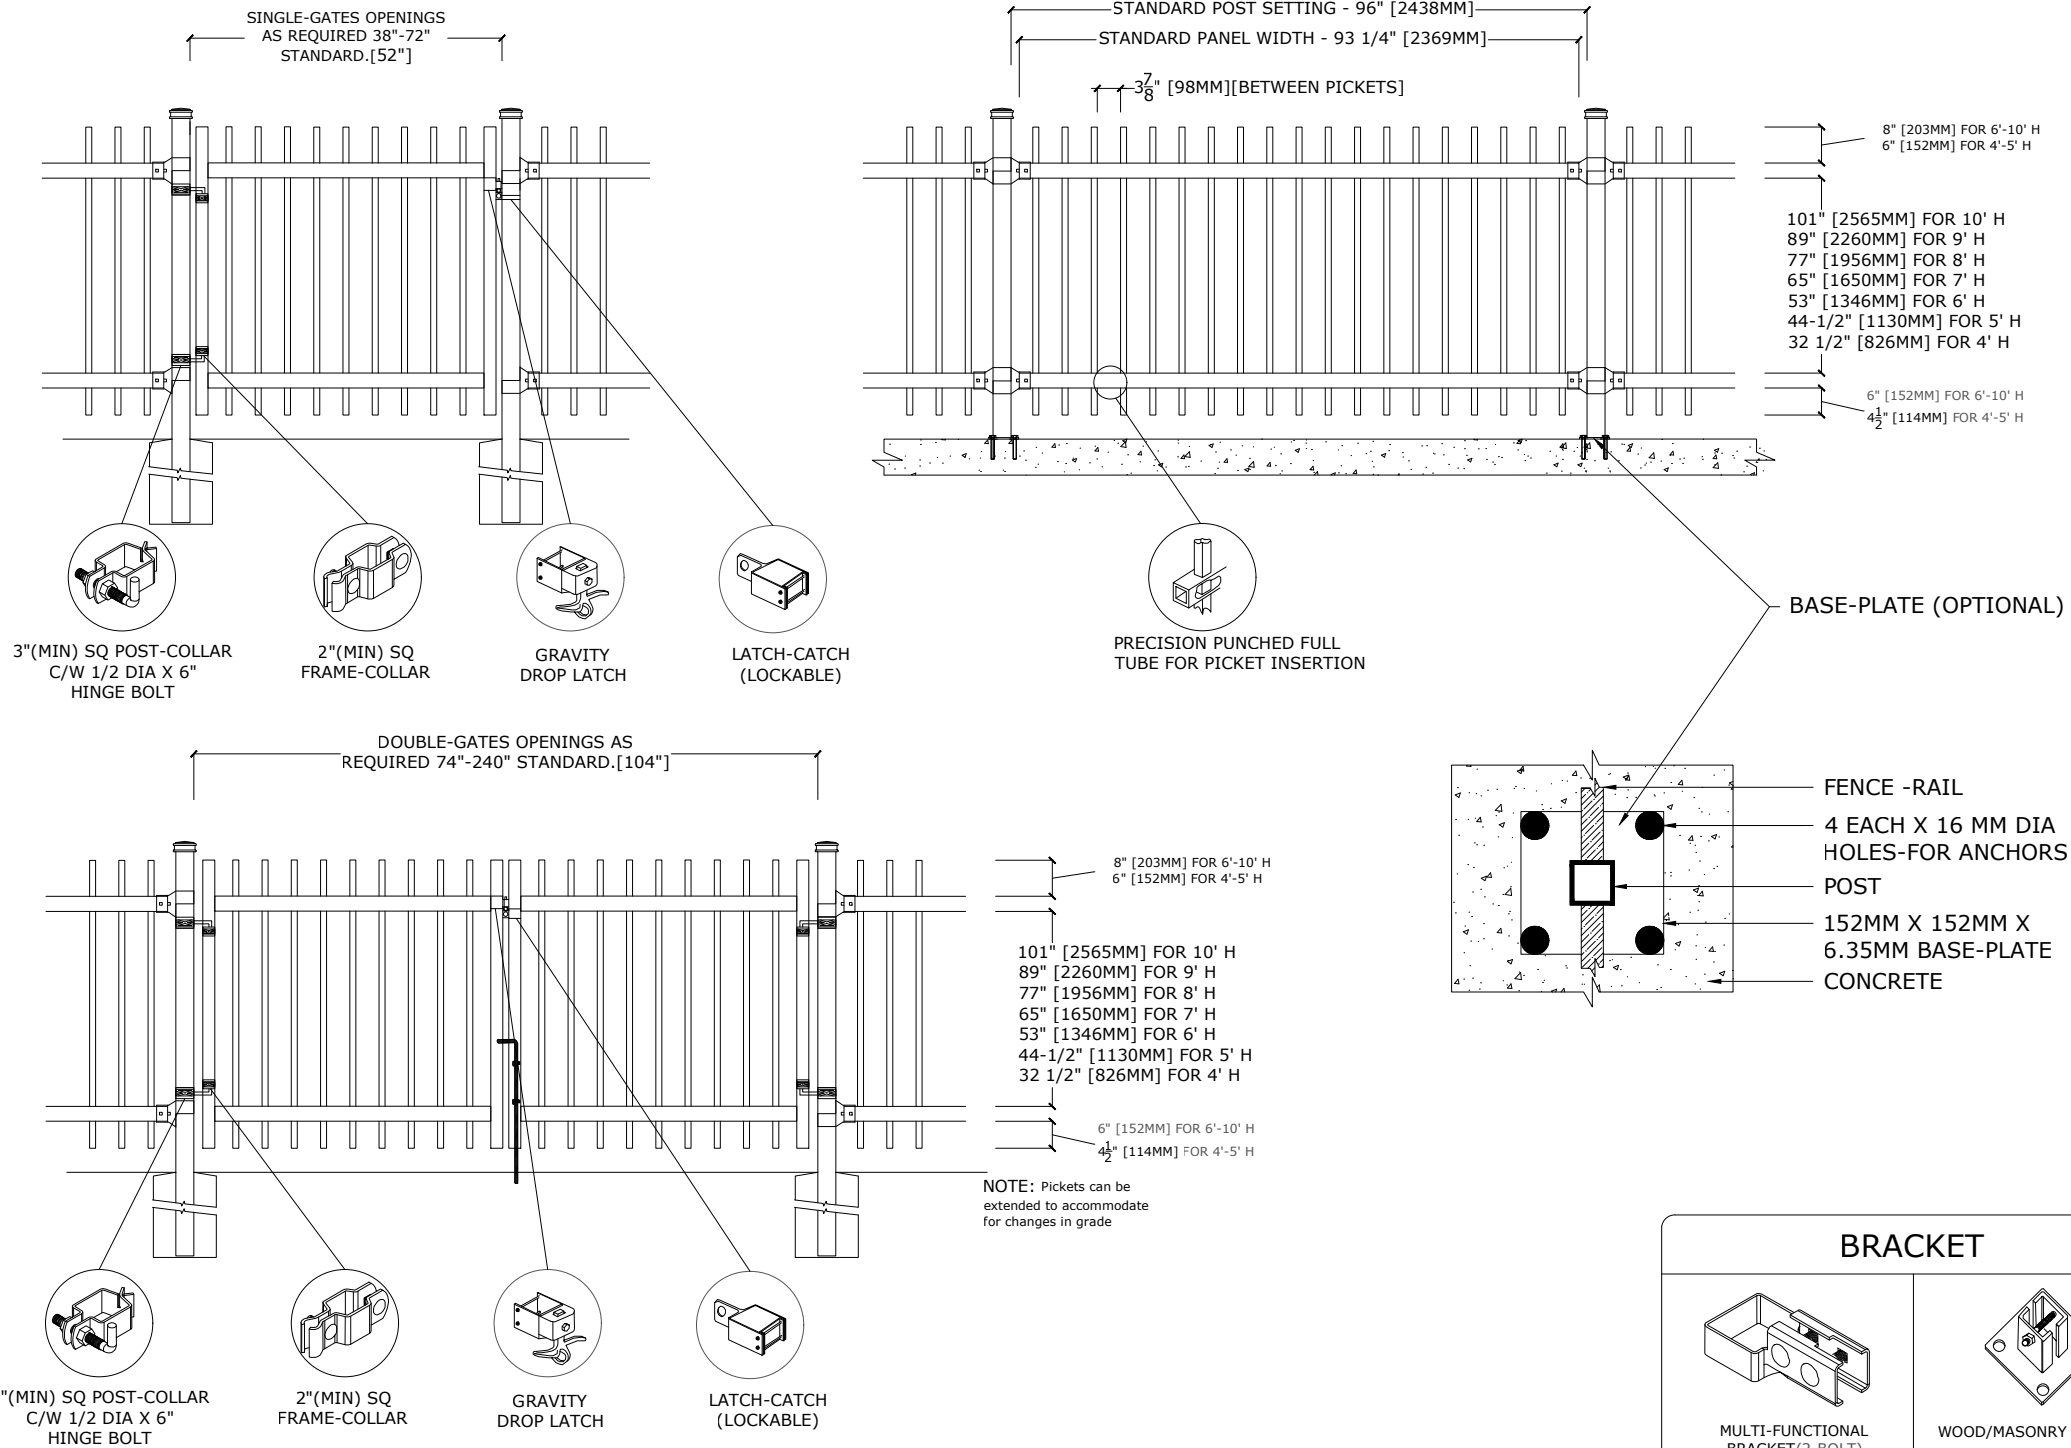 SINGLE-GATES OPENINGS
AS REQUIRED 38"-72"
STANDARD.[52"]
STANDARD POST SETTING - 96" [2438MM]
STANDARD PANEL WIDTH - 93 1/4" [2369MM]
3 7/8" [98MM][BETWEEN PICKETS]
8" [203MM] FOR 6'-10' H
6" [152MM] FOR 4'-5' H
101" [2565MM] FOR 10' H
89" [2260MM] FOR 9' H
77" [1956MM] FOR 8' H
65" [1650MM] FOR 7' H
53" [1346MM] FOR 6' H
44-1/2" [1130MM] FOR 5' H
32 1/2" [826MM] FOR 4' H
6" [152MM] FOR 6'-10' H
4 1/2" [114MM] FOR 4'-5' H
3"(MIN) SQ POST-COLLAR
C/W 1/2 DIA X 6"
HINGE BOLT
2"(MIN) SQ
FRAME-COLLAR
GRAVITY
DROP LATCH
LATCH-CATCH
(LOCKABLE)
PRECISION PUNCHED FULL
TUBE FOR PICKET INSERTION
BASE-PLATE (OPTIONAL)
DOUBLE-GATES OPENINGS AS
REQUIRED 74"-240" STANDARD.[104"]
8" [203MM] FOR 6'-10' H
6" [152MM] FOR 4'-5' H
101" [2565MM] FOR 10' H
89" [2260MM] FOR 9' H
77" [1956MM] FOR 8' H
65" [1650MM] FOR 7' H
53" [1346MM] FOR 6' H
44-1/2" [1130MM] FOR 5' H
32 1/2" [826MM] FOR 4' H
6" [152MM] FOR 6'-10' H
4 1/2" [114MM] FOR 4'-5' H
NOTE: Pickets can be
extended to accommodate
for changes in grade
FENCE -RAIL
4 EACH X 16 MM DIA
HOLES-FOR ANCHORS
POST
152MM X 152MM X
6.35MM BASE-PLATE
CONCRETE
"(MIN) SQ POST-COLLAR
C/W 1/2 DIA X 6"
HINGE BOLT
2"(MIN) SQ
FRAME-COLLAR
GRAVITY
DROP LATCH
LATCH-CATCH
(LOCKABLE)
BRACKET
MULTI-FUNCTIONAL
BRACKET(2-BOLT)
WOOD/MASONRY